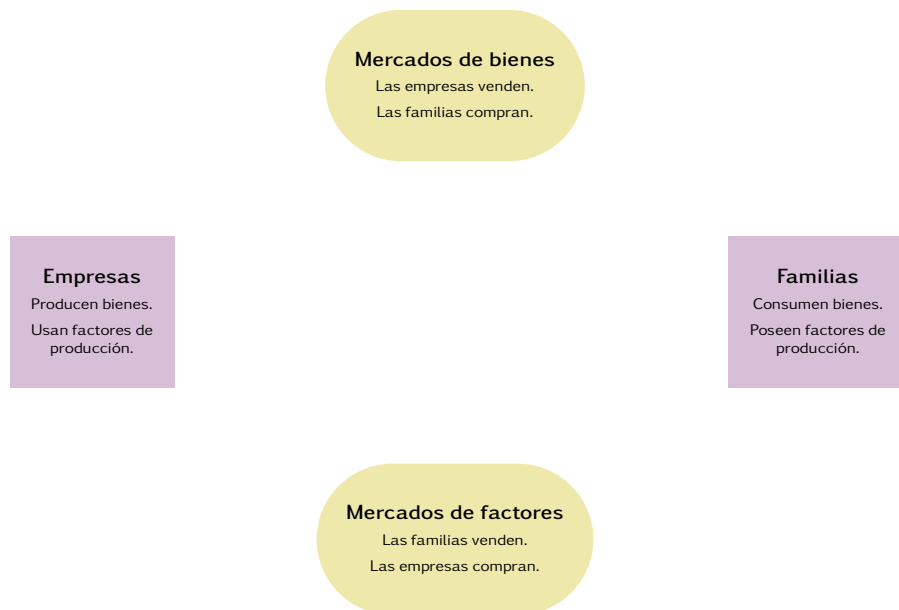 Mercados de bienes
Las empresas venden.
Las familias compran.
Empresas
Producen bienes.
Usan factores de
producción.
Familias
Consumen bienes.
Poseen factores de
producción.
Mercados de factores
Las familias venden.
Las empresas compran.